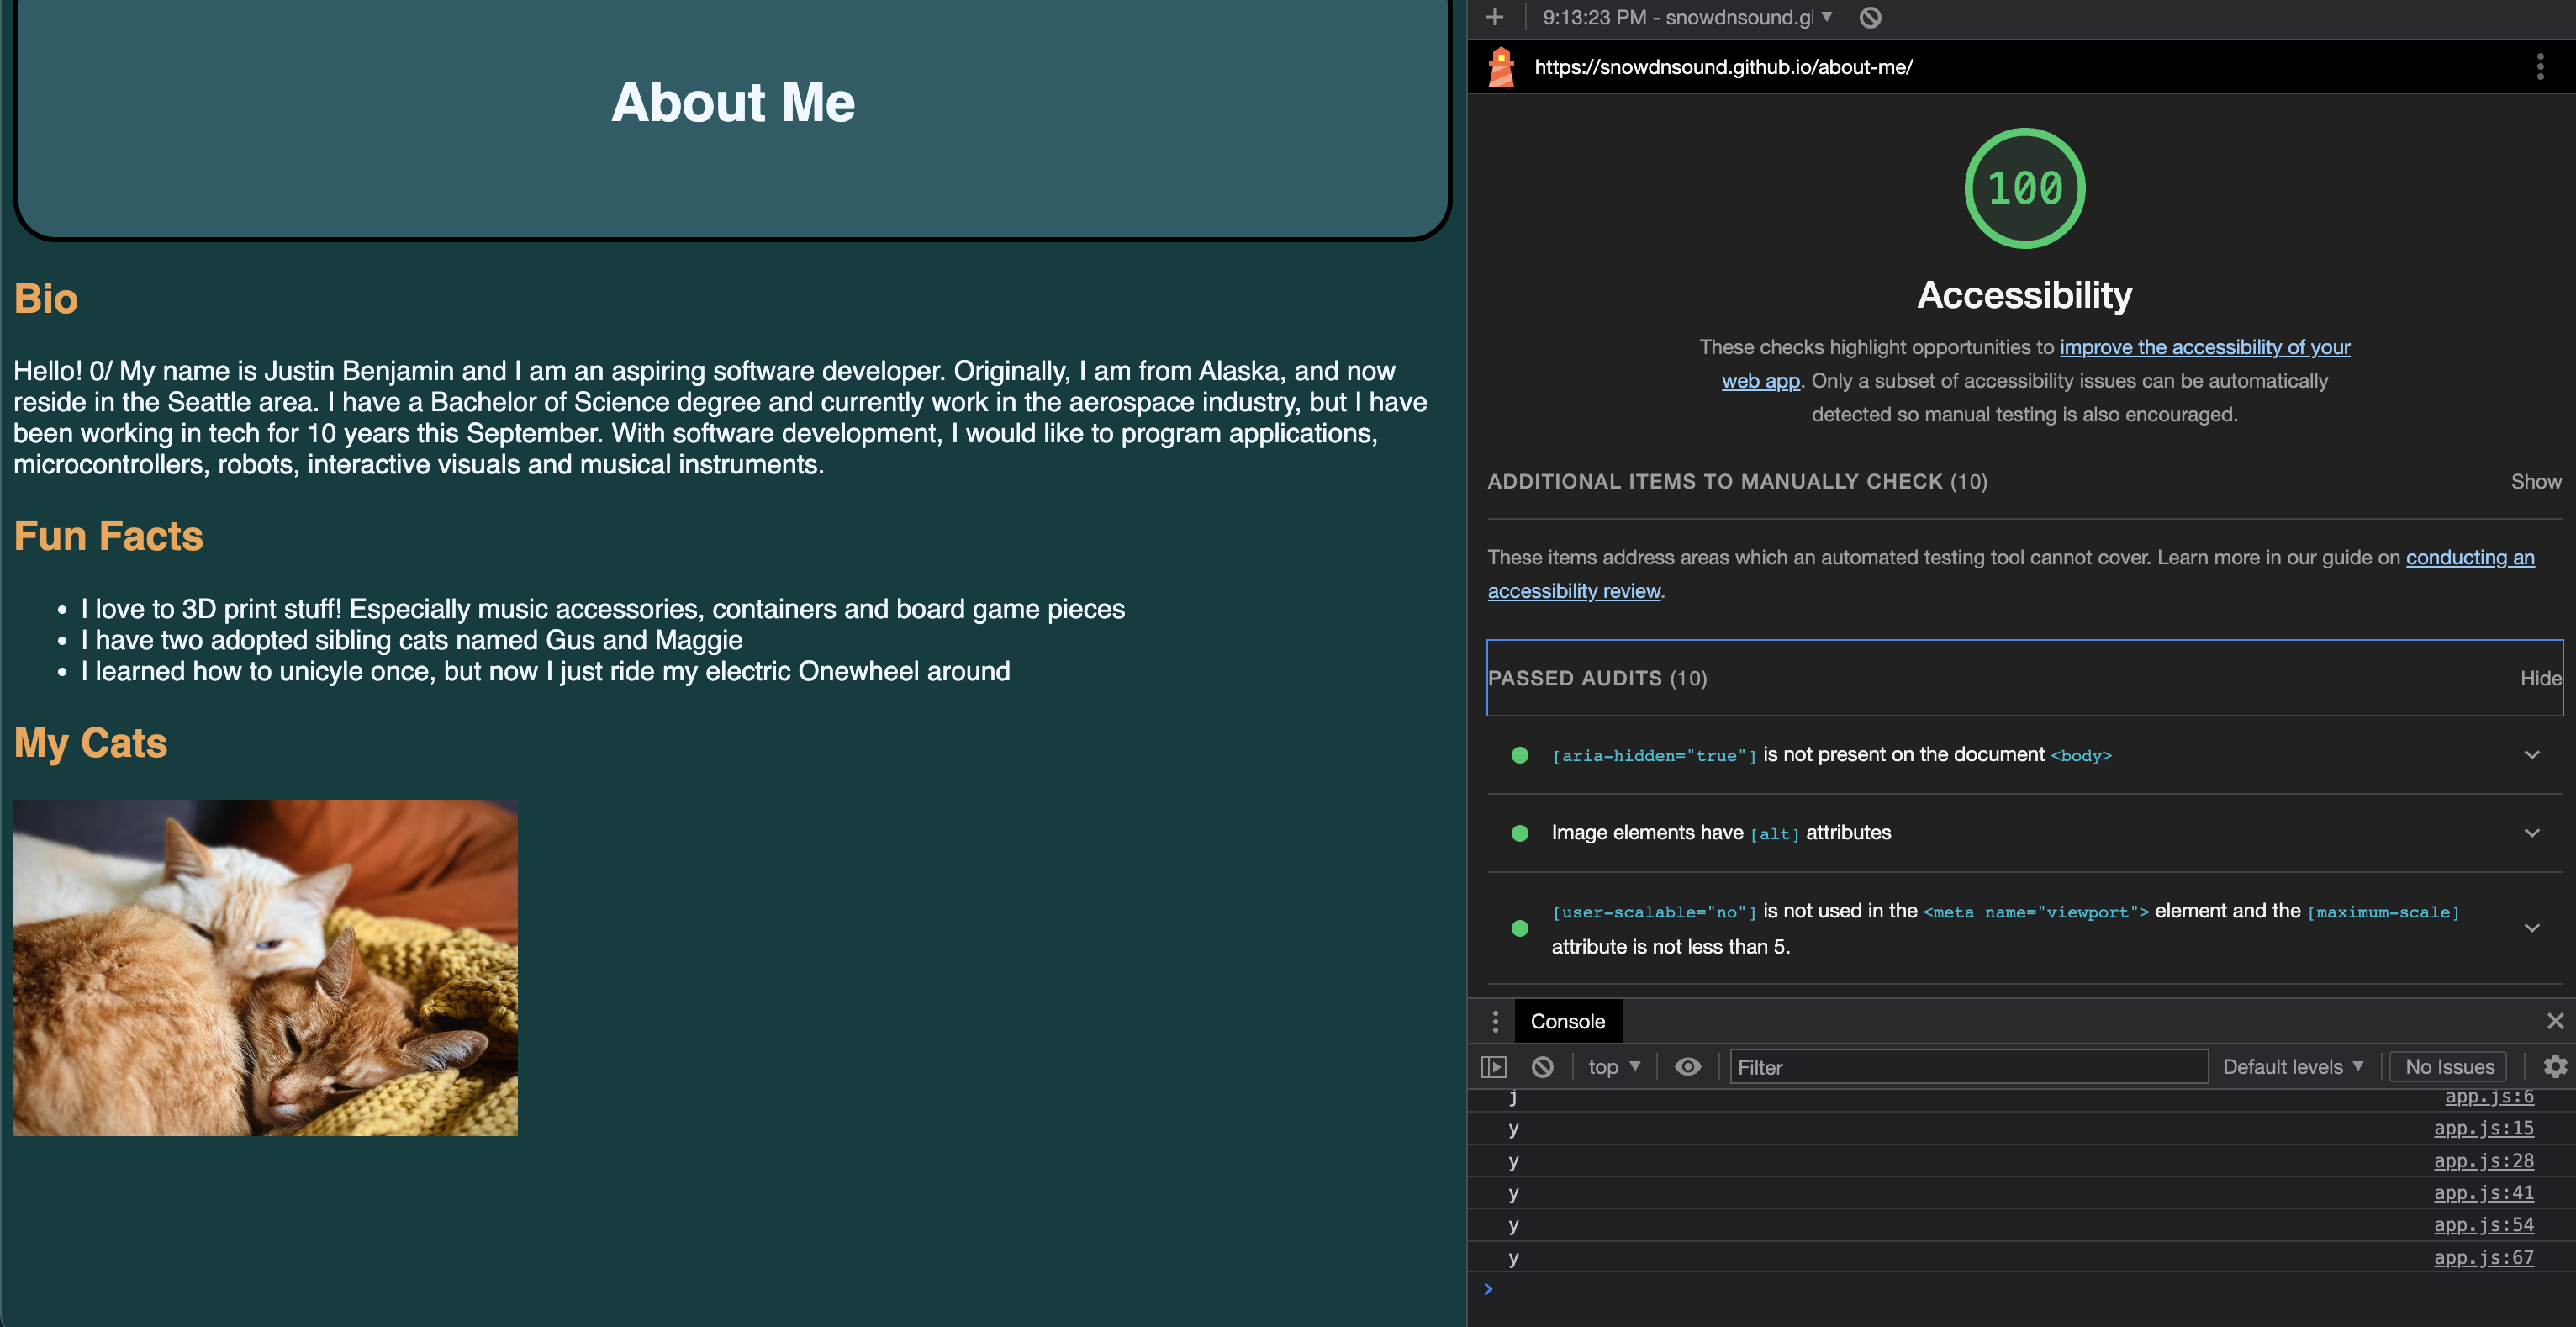 About Me
Bio
Hello! 0/ My name is Justin Benjamin and I am an aspiring software developer. Originally, I am from Alaska, and now
reside in the Seattle area. I have a Bachelor of Science degree and currently work in the aerospace industry, but I have
been working in tech for 10 years this September. With software development, I would like to program applications,
microcontrollers, robots, interactive visuals and musical instruments.
Fun Facts
• I love to 3D print stuff! Especially music accessories, containers and board game pieces
• I have two adopted sibling cats named Gus and Maggie
• I learned how to unicyle once, but now I just ride my electric Onewheel around
My Cats
9:13:23 PM - snowdnsound.gi
https://snowdnsound.github.io/about-me/
100
Accessibility
These checks highlight opportunities to improve the accessibility of your
web app. Only a subset of accessibility issues can be automatically
detected so manual testing is also encouraged.
ADDITIONAL ITEMS TO MANUALLY CHECK (10) Show
These items address areas which an automated testing tool cannot cover. Learn more in our guide on conducting an
accessibility review.
PASSED AUDITS (10) Hide
[aria-hidden="true"] is not present on the document <body>
Image elements have [alt] attributes
[user-scalable="no"] is not used in the <meta name="viewport"> element and the [maximum-scale]
attribute is not less than 5.
Console
top Filter Default levels No Issues
j app.js:6
y app.js:15
y app.js:28
y app.js:41
y app.js:54
y app.js:67